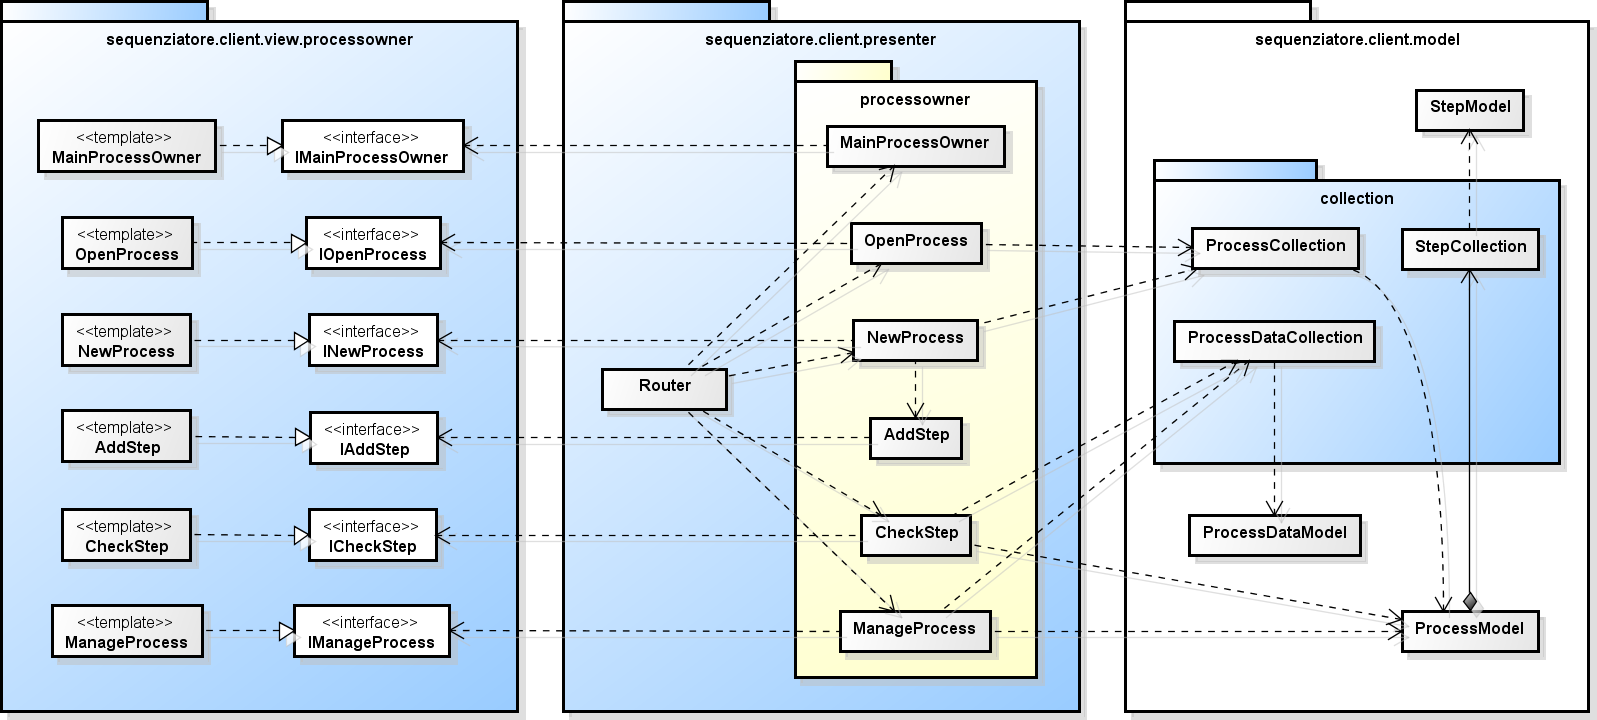 sequenziatore.client.view.processowner
<<template>>
MainProcessOwner
<<interface>>
IMainProcessOwner
<<template>>
OpenProcess
<<interface>>
IOpenProcess
<<template>>
NewProcess
<<interface>>
INewProcess
<<template>>
AddStep
<<interface>>
IAddStep
<<template>>
CheckStep
<<interface>>
ICheckStep
<<template>>
ManageProcess
<<interface>>
IManageProcess
sequenziatore.client.presenter
processowner
MainProcessOwner
OpenProcess
NewProcess
Router
AddStep
CheckStep
ManageProcess
sequenziatore.client.model
StepModel
collection
ProcessCollection
StepCollection
ProcessDataCollection
ProcessDataModel
ProcessModel